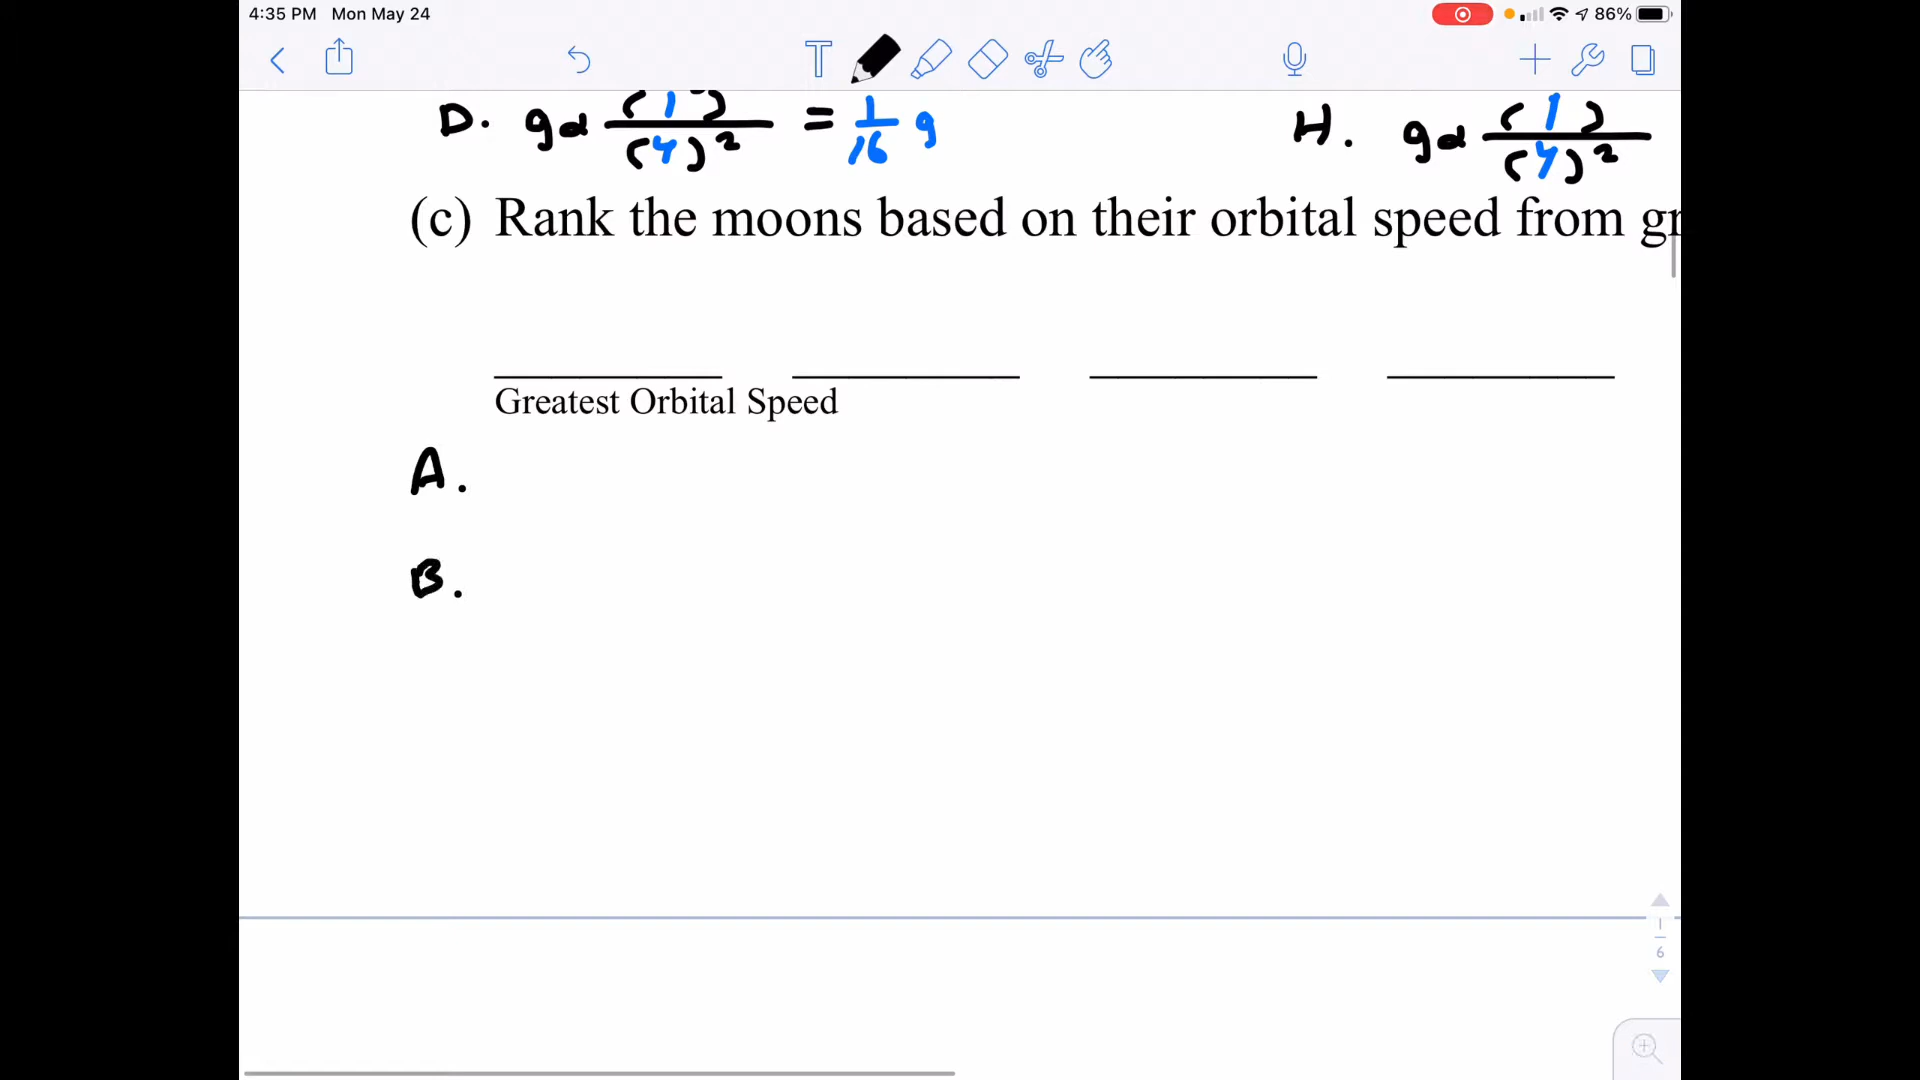 4:35 PM Mon May 24 86%
D. g α (1) / (4)² = 1/16 g
H. g α (1) / (4)²
(c) Rank the moons based on their orbital speed from gr
Greatest Orbital Speed
A.
B.
1
6